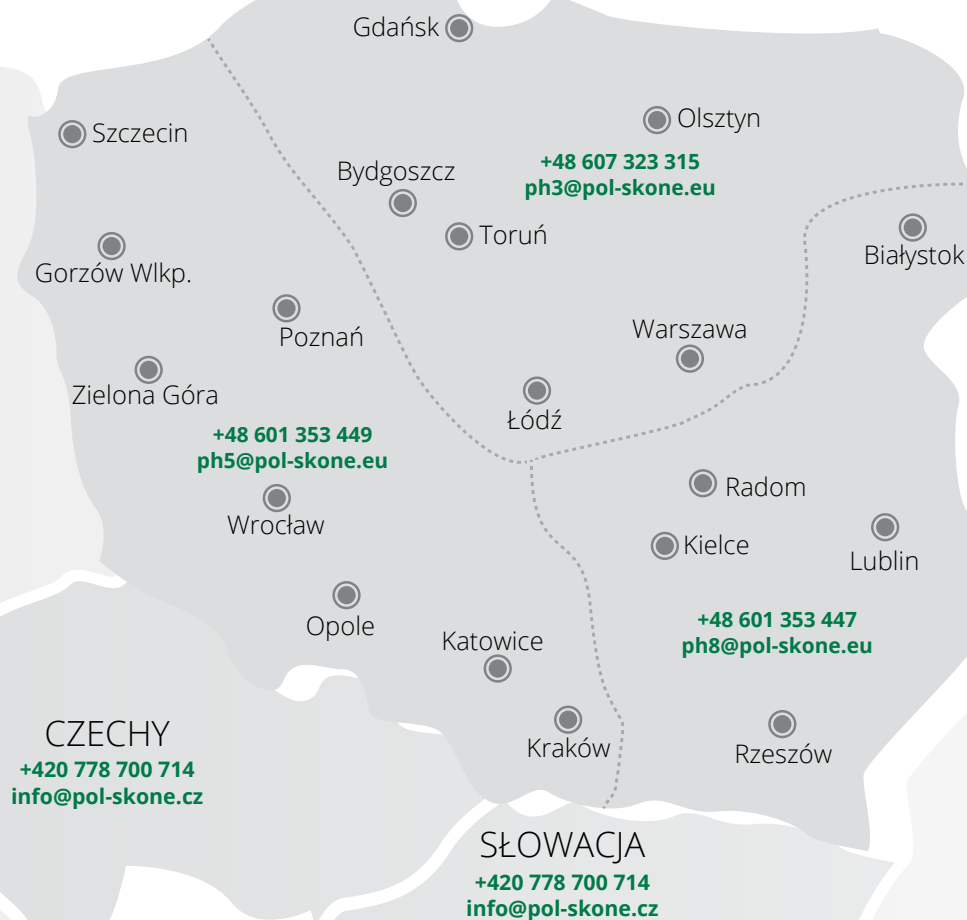 Gdańsk
Szczecin
Olsztyn
+48 607 323 315
ph3@pol-skone.eu
Bydgoszcz
Toruń
Białystok
Gorzów Wlkp.
Poznań
Warszawa
Zielona Góra
Łódź
+48 601 353 449
ph5@pol-skone.eu
Wrocław
Radom
Kielce
Lublin
Opole
Katowice
+48 601 353 447
ph8@pol-skone.eu
Kraków
Rzeszów
CZECHY
+420 778 700 714
info@pol-skone.cz
SŁOWACJA
+420 778 700 714
info@pol-skone.cz